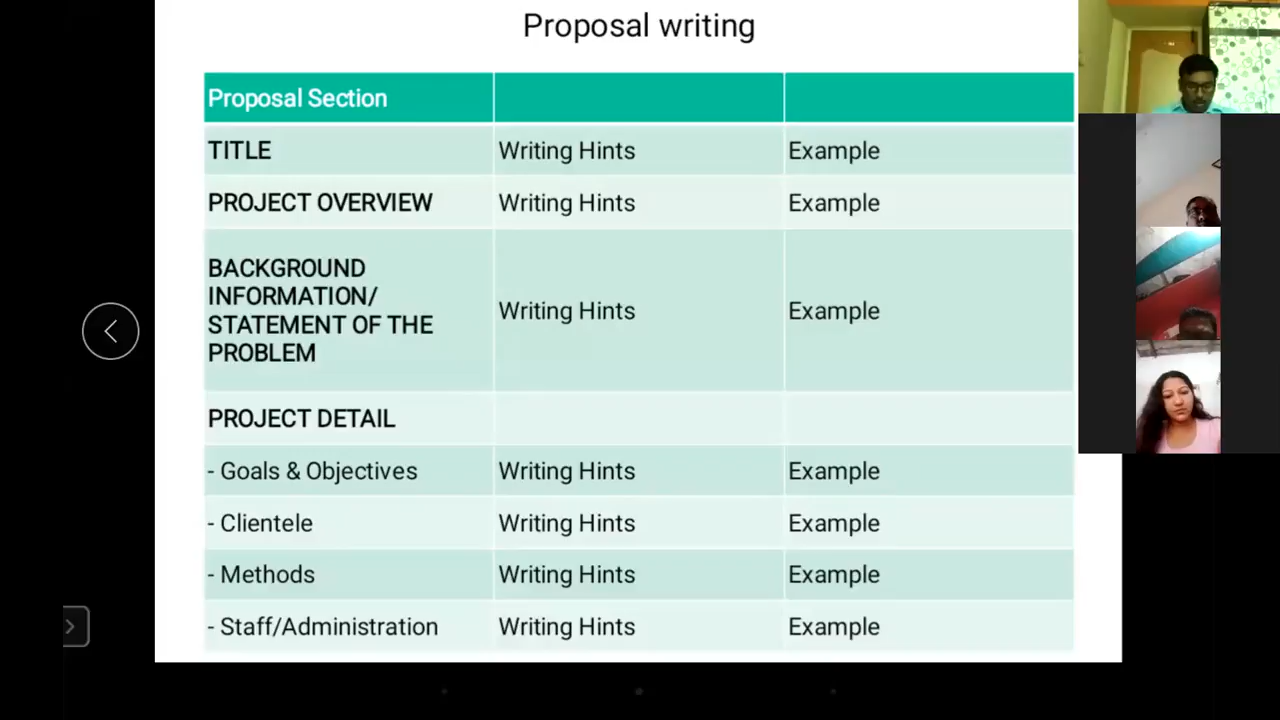 Proposal writing
Proposal Section
TITLE Writing Hints Example
PROJECT OVERVIEW Writing Hints Example
BACKGROUND
INFORMATION/
STATEMENT OF THE
PROBLEM
Writing Hints Example
PROJECT DETAIL
- Goals & Objectives Writing Hints Example
- Clientele Writing Hints Example
- Methods Writing Hints Example
- Staff/Administration Writing Hints Example